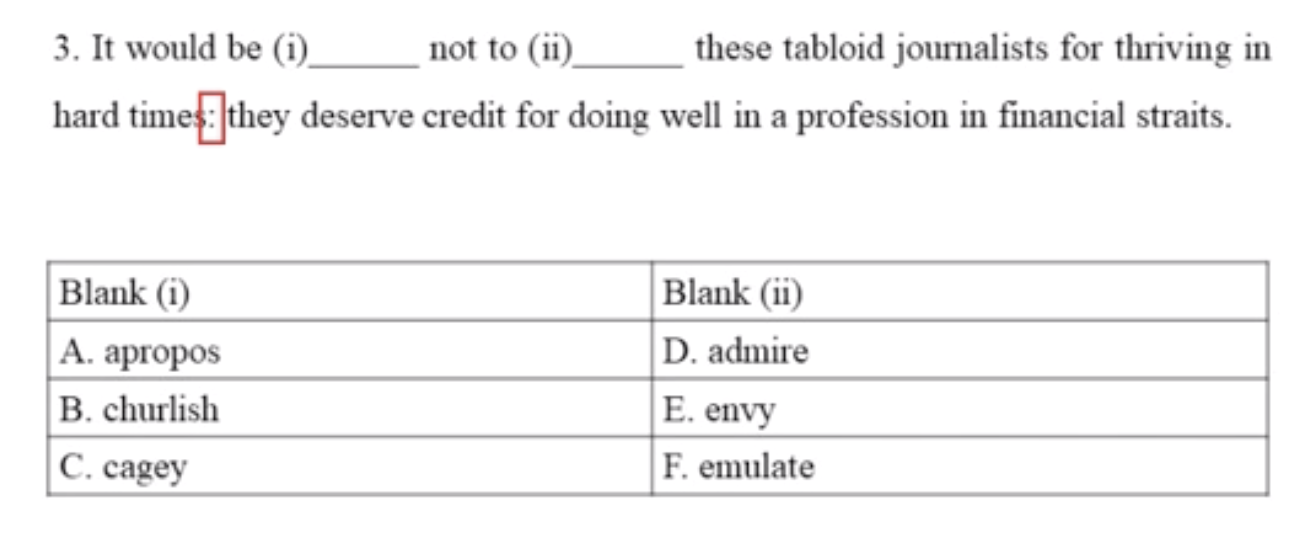 3. It would be (i)______ not to (ii)______ these tabloid journalists for thriving in
hard times: they deserve credit for doing well in a profession in financial straits.
Blank (i) Blank (ii)
A. apropos D. admire
B. churlish E. envy
C. cagey F. emulate